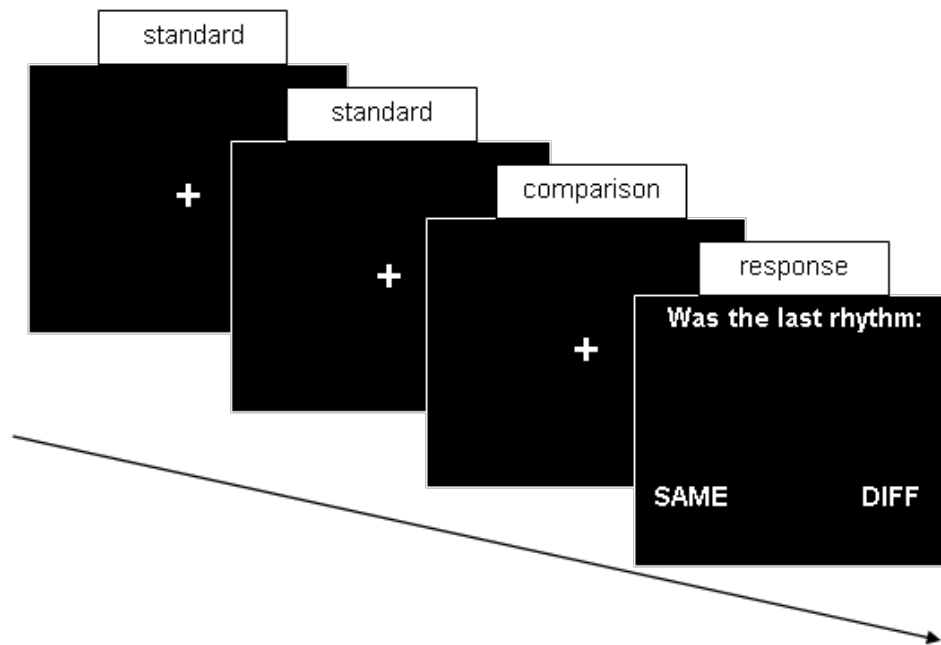 standard
standard
comparison
response
Was the last rhythm:
SAME DIFF